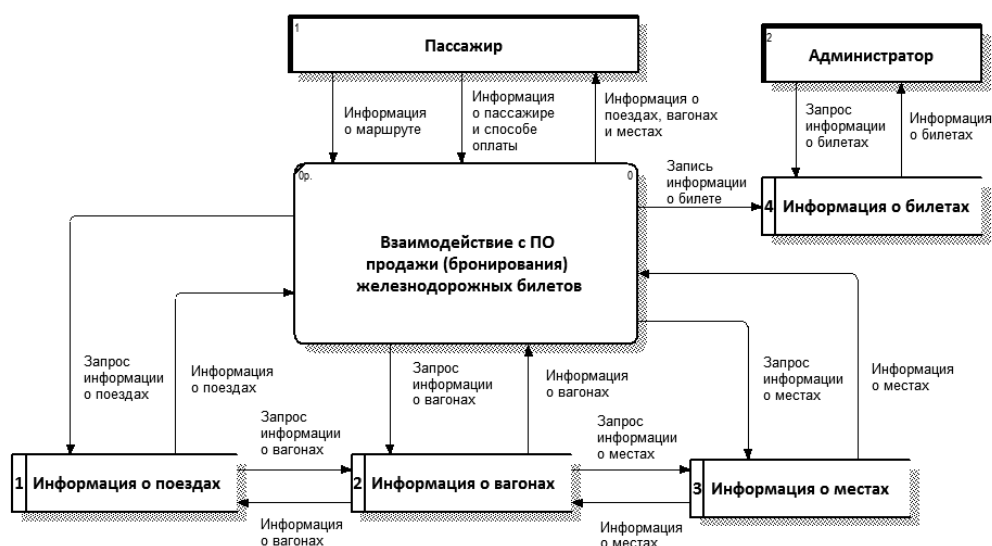 1
Пассажир
2
Администратор
Информация
о маршруте
Информация
о пассажире
и способе
оплаты
Информация о
поездах, вагонах
и местах
Запрос
информации
о билетах
Информация
о билетах
0р.
0
Взаимодействие с ПО
продажи (бронирования)
железнодорожных билетов
Запись
информации
о билете
4
Информация о билетах
Запрос
информации
о поездах
Информация
о поездах
Запрос
информации
о вагонах
Информация
о вагонах
Запрос
информации
о местах
Информация
о местах
Запрос
информации
о вагонах
Запрос
информации
о местах
1
Информация о поездах
2
Информация о вагонах
3
Информация о местах
Информация
о вагонах
Информация
о местах